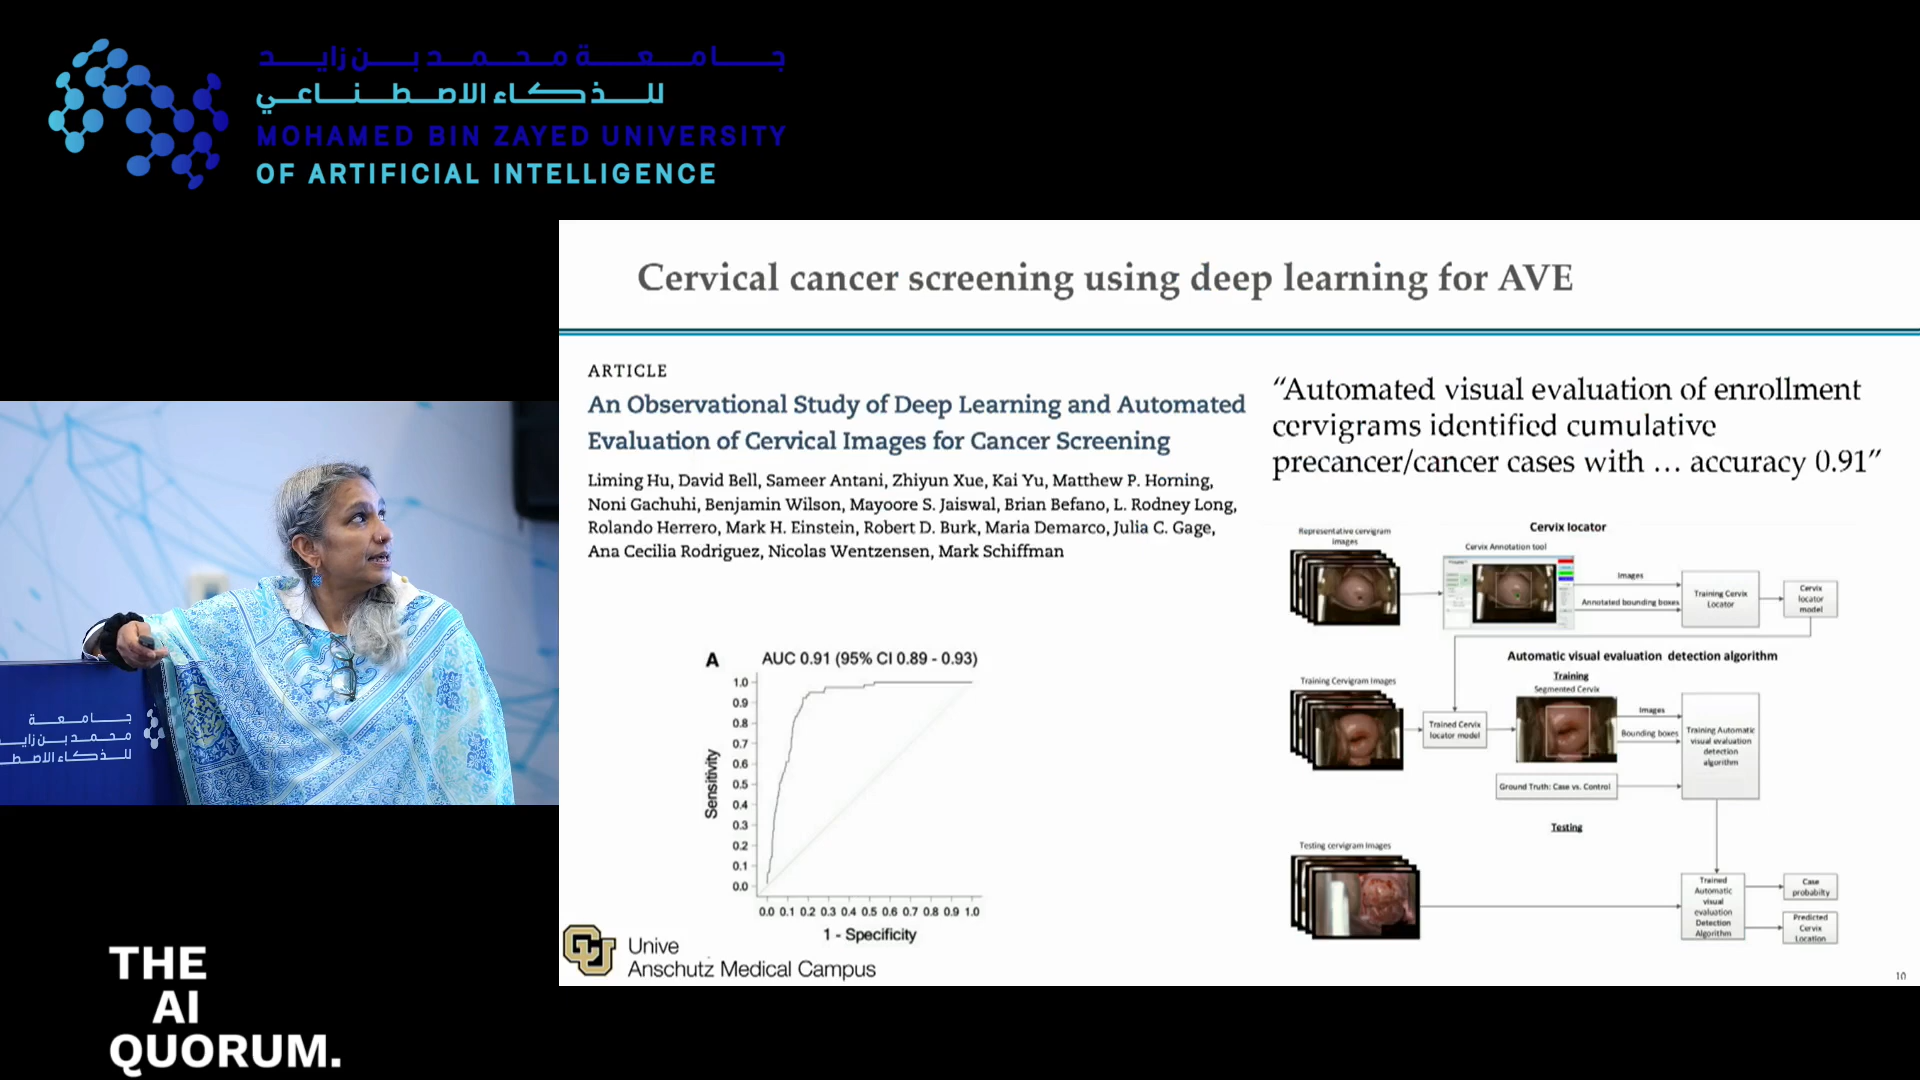 جامعة محمد بن زايد
للذكاء الاصطناعي
MOHAMED BIN ZAYED UNIVERSITY
OF ARTIFICIAL INTELLIGENCE
Cervical cancer screening using deep learning for AVE
ARTICLE
An Observational Study of Deep Learning and Automated
Evaluation of Cervical Images for Cancer Screening
Liming Hu, David Bell, Sameer Antani, Zhiyun Xue, Kai Yu, Matthew P. Horning,
Noni Gachuhi, Benjamin Wilson, Mayoore S. Jaiswal, Brian Befano, L. Rodney Long,
Rolando Herrero, Mark H. Einstein, Robert D. Burk, Maria Demarco, Julia C. Gage,
Ana Cecilia Rodriguez, Nicolas Wentzensen, Mark Schiffman
“Automated visual evaluation of enrollment
cervigrams identified cumulative
precancer/cancer cases with … accuracy 0.91”
A
AUC 0.91 (95% CI 0.89 - 0.93)
Sensitivity
1.0
0.9
0.8
0.7
0.6
0.5
0.4
0.3
0.2
0.1
0.0
0.0 0.1 0.2 0.3 0.4 0.5 0.6 0.7 0.8 0.9 1.0
1 - Specificity
Cervix locator
Representative cervigram
images
Cervix Annotation tool
Images
Annotated bounding boxes
Training Cervix
Locator
Cervix
locator
model
Automatic visual evaluation detection algorithm
Training
Training Cervigram Images
Trained Cervix
locator model
Segmented Cervix
Images
Bounding boxes
Training Automatic
visual evaluation
detection
algorithm
Ground Truth: Case vs. Control
Testing
Testing cervigram images
Trained
Automatic
visual
evaluation
Detection
Algorithm
Case
probability
Predicted
Cervix
Location
CU
Unive
Anschutz Medical Campus
10
جامعة
محمد بن زايد
THE
AI
QUORUM.